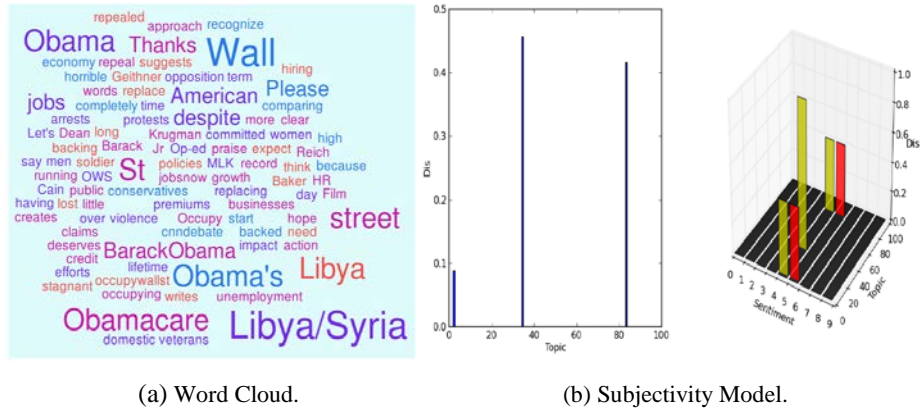 repeated
approach recognize
Obama Thanks Wall
economy repeal suggests
horrible Geithner opposition term hiring
words replace American Please
jobs completely time comparing
arrests protests despite more clear
Let's Dean long Krugman committed women high
backing Barack Jr Op-ed praise expect Reich
say men soldier St policies MLK record think because
running OWS jobsnow growth Baker HR
Cain public conservatives replacing day Film
having lost little premiums businesses
creates over violence Occupy start hope street
claims cnndebate backed need
deserves BarackObama impact action
credit
efforts lifetime Obama's Libya
stagnant occupywallst
occupying writes unemployment
Obamacare Libya/Syria
domestic veterans
(a) Word Cloud.
0.5
0.4
0.3
0.2
0.1
0.0
Dis
0 20 40 60 80 100
Topic
1.0
0.8
0.6
0.4
0.2
0.0
Dis
0 1 2 3 4 5 6 7 8 9
Sentiment
0 20 40 60 80 100
Topic
(b) Subjectivity Model.